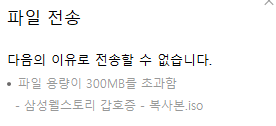 파일 전송
다음의 이유로 전송할 수 없습니다.
• 파일 용량이 300MB를 초과함
- 삼성웰스토리 갑호증 - 복사본.iso